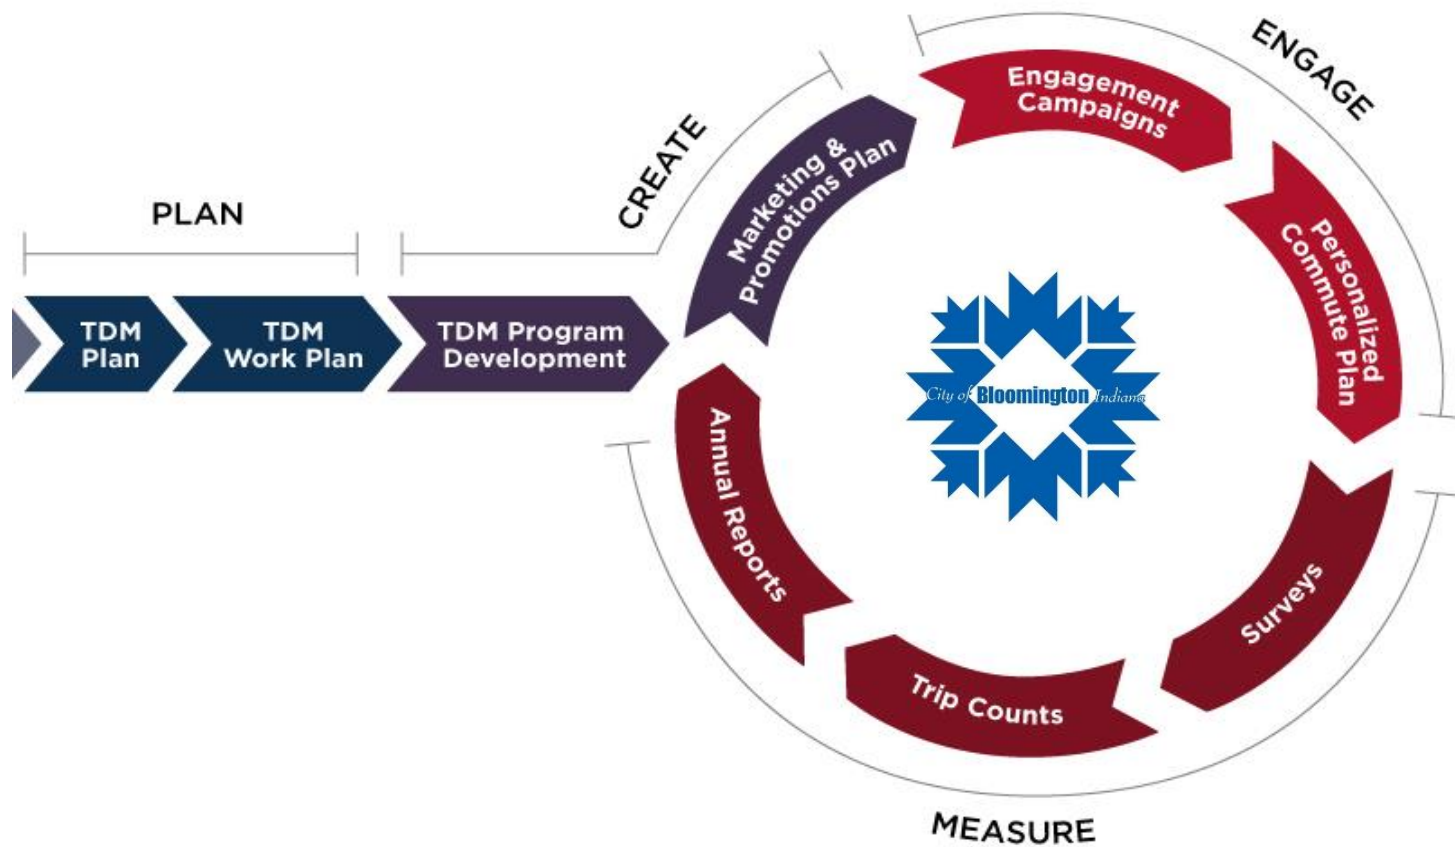 PLAN
TDM
Plan
TDM
Work Plan
CREATE
TDM Program
Development
Marketing &
Promotions Plan
ENGAGE
Engagement
Campaigns
Personalized
Commute Plan
MEASURE
Surveys
Trip Counts
Annual Reports
City of Bloomington Indiana